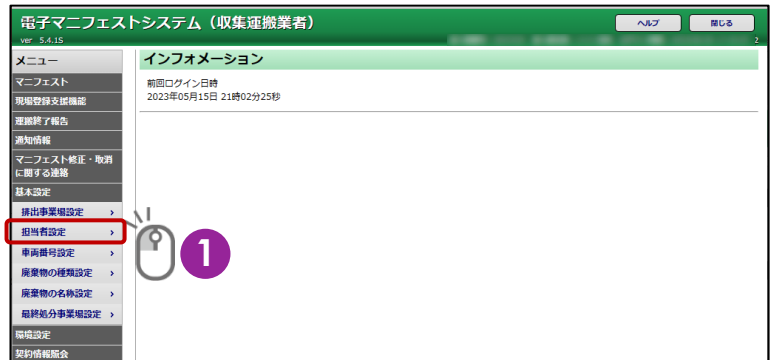 電子マニフェストシステム（収集運搬業者）
ヘルプ
閉じる
ver 5.4.15
2
メニュー
インフォメーション
マニフェスト
前回ログイン日時
2023年05月15日 21時02分25秒
現場登録支援機能
運搬終了報告
通知情報
マニフェスト修正・取消
に関する連絡
基本設定
排出事業場設定 ›
担当者設定 ›
車両番号設定 ›
廃棄物の種類設定 ›
廃棄物の名称設定 ›
最終処分事業場設定 ›
環境設定
契約情報照会
1